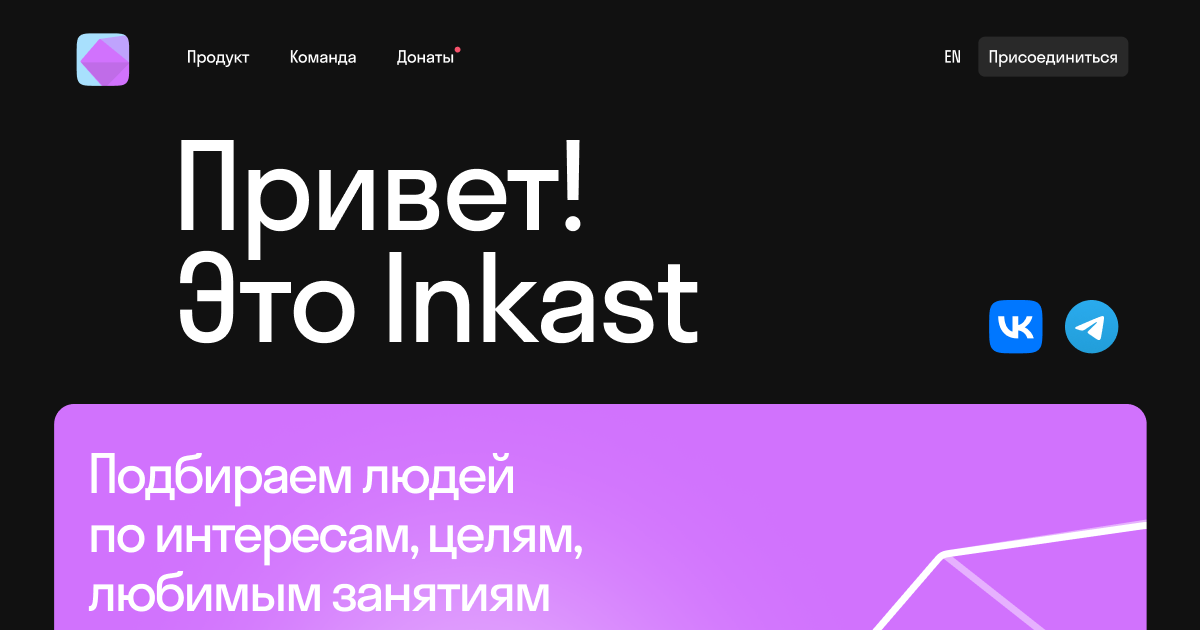 Продукт Команда Донаты EN Присоединиться
Привет!
Это Inkast
Подбираем людей
по интересам, целям,
любимым занятиям